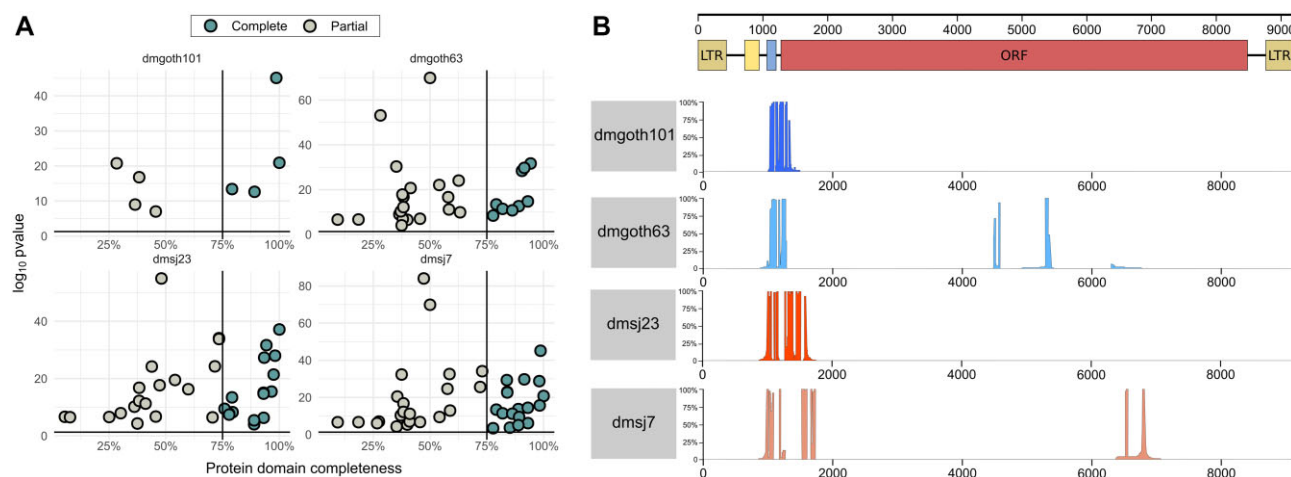 A
Complete Partial
dmgoth101 dmgoth63
40
30
20
10
0
25% 50% 75% 100%
60
40
20
0
25% 50% 75% 100%
dmsj23 dmsj7
40
20
0
25% 50% 75% 100%
80
60
40
20
0
25% 50% 75% 100%
log10 pvalue
Protein domain completeness
B
0 1000 2000 3000 4000 5000 6000 7000 8000 9000
LTR ORF LTR
dmgoth101
100%
75%
50%
25%
0 2000 4000 6000 8000
dmgoth63
100%
75%
50%
25%
0 2000 4000 6000 8000
dmsj23
100%
75%
50%
25%
0 2000 4000 6000 8000
dmsj7
100%
75%
50%
25%
0 2000 4000 6000 8000